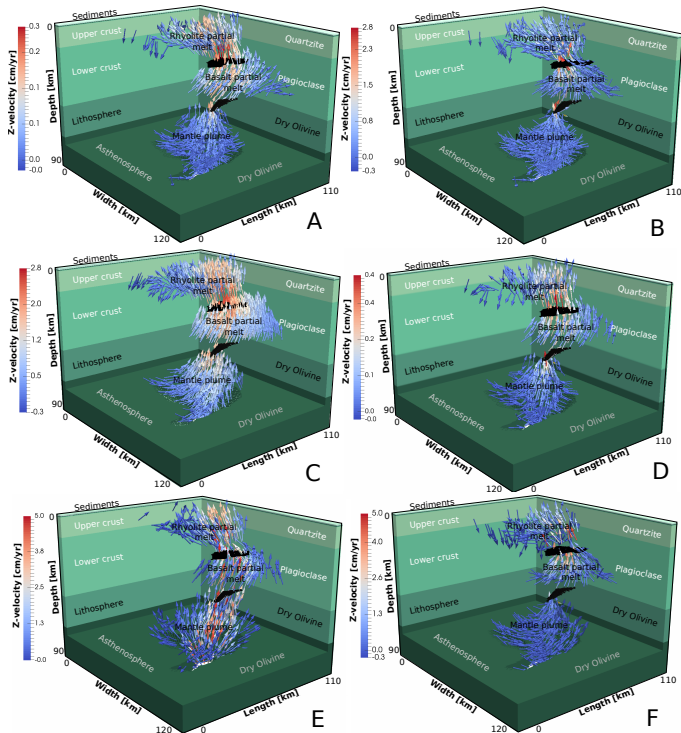 Sediments
0
Upper crust
Rhyolite partial
melt
Quartzite
Lower crust
Basalt partial
melt
Plagioclase
Lithosphere
Mantle plume
Dry Olivine
Asthenosphere
Dry Olivine
Z-velocity [cm/yr]
0.3
0.3
0.2
0.1
0.0
-0.0
Depth [km]
90
0
Width [km]
120
0
Length [km]
110
A
Sediments
0
Upper crust
Rhyolite partial
melt
Quartzite
Lower crust
Basalt partial
melt
Plagioclase
Lithosphere
Mantle plume
Dry Olivine
Asthenosphere
Dry Olivine
Z-velocity [cm/yr]
2.8
2.0
1.2
0.4
-0.3
Depth [km]
90
0
Width [km]
120
0
Length [km]
110
B
Sediments
0
Upper crust
Rhyolite partial
melt
Quartzite
Lower crust
Basalt partial
melt
Plagioclase
Lithosphere
Mantle plume
Dry Olivine
Asthenosphere
Dry Olivine
Z-velocity [cm/yr]
2.8
2.0
1.2
0.4
-0.3
Depth [km]
90
0
Width [km]
120
0
Length [km]
110
C
Sediments
0
Upper crust
Rhyolite partial
melt
Quartzite
Lower crust
Basalt partial
melt
Plagioclase
Lithosphere
Mantle plume
Dry Olivine
Asthenosphere
Dry Olivine
Z-velocity [cm/yr]
0.4
0.3
0.2
0.1
-0.0
Depth [km]
90
0
Width [km]
120
0
Length [km]
110
D
Sediments
0
Upper crust
Rhyolite partial
melt
Quartzite
Lower crust
Basalt partial
melt
Plagioclase
Lithosphere
Mantle plume
Dry Olivine
Asthenosphere
Dry Olivine
Z-velocity [cm/yr]
5.0
3.8
2.5
1.2
-0.0
Depth [km]
90
0
Width [km]
120
0
Length [km]
110
E
Sediments
0
Upper crust
Rhyolite partial
melt
Quartzite
Lower crust
Basalt partial
melt
Plagioclase
Lithosphere
Mantle plume
Dry Olivine
Asthenosphere
Dry Olivine
Z-velocity [cm/yr]
5.0
4.0
2.6
1.3
0.0
-0.3
Depth [km]
90
0
Width [km]
120
0
Length [km]
110
F